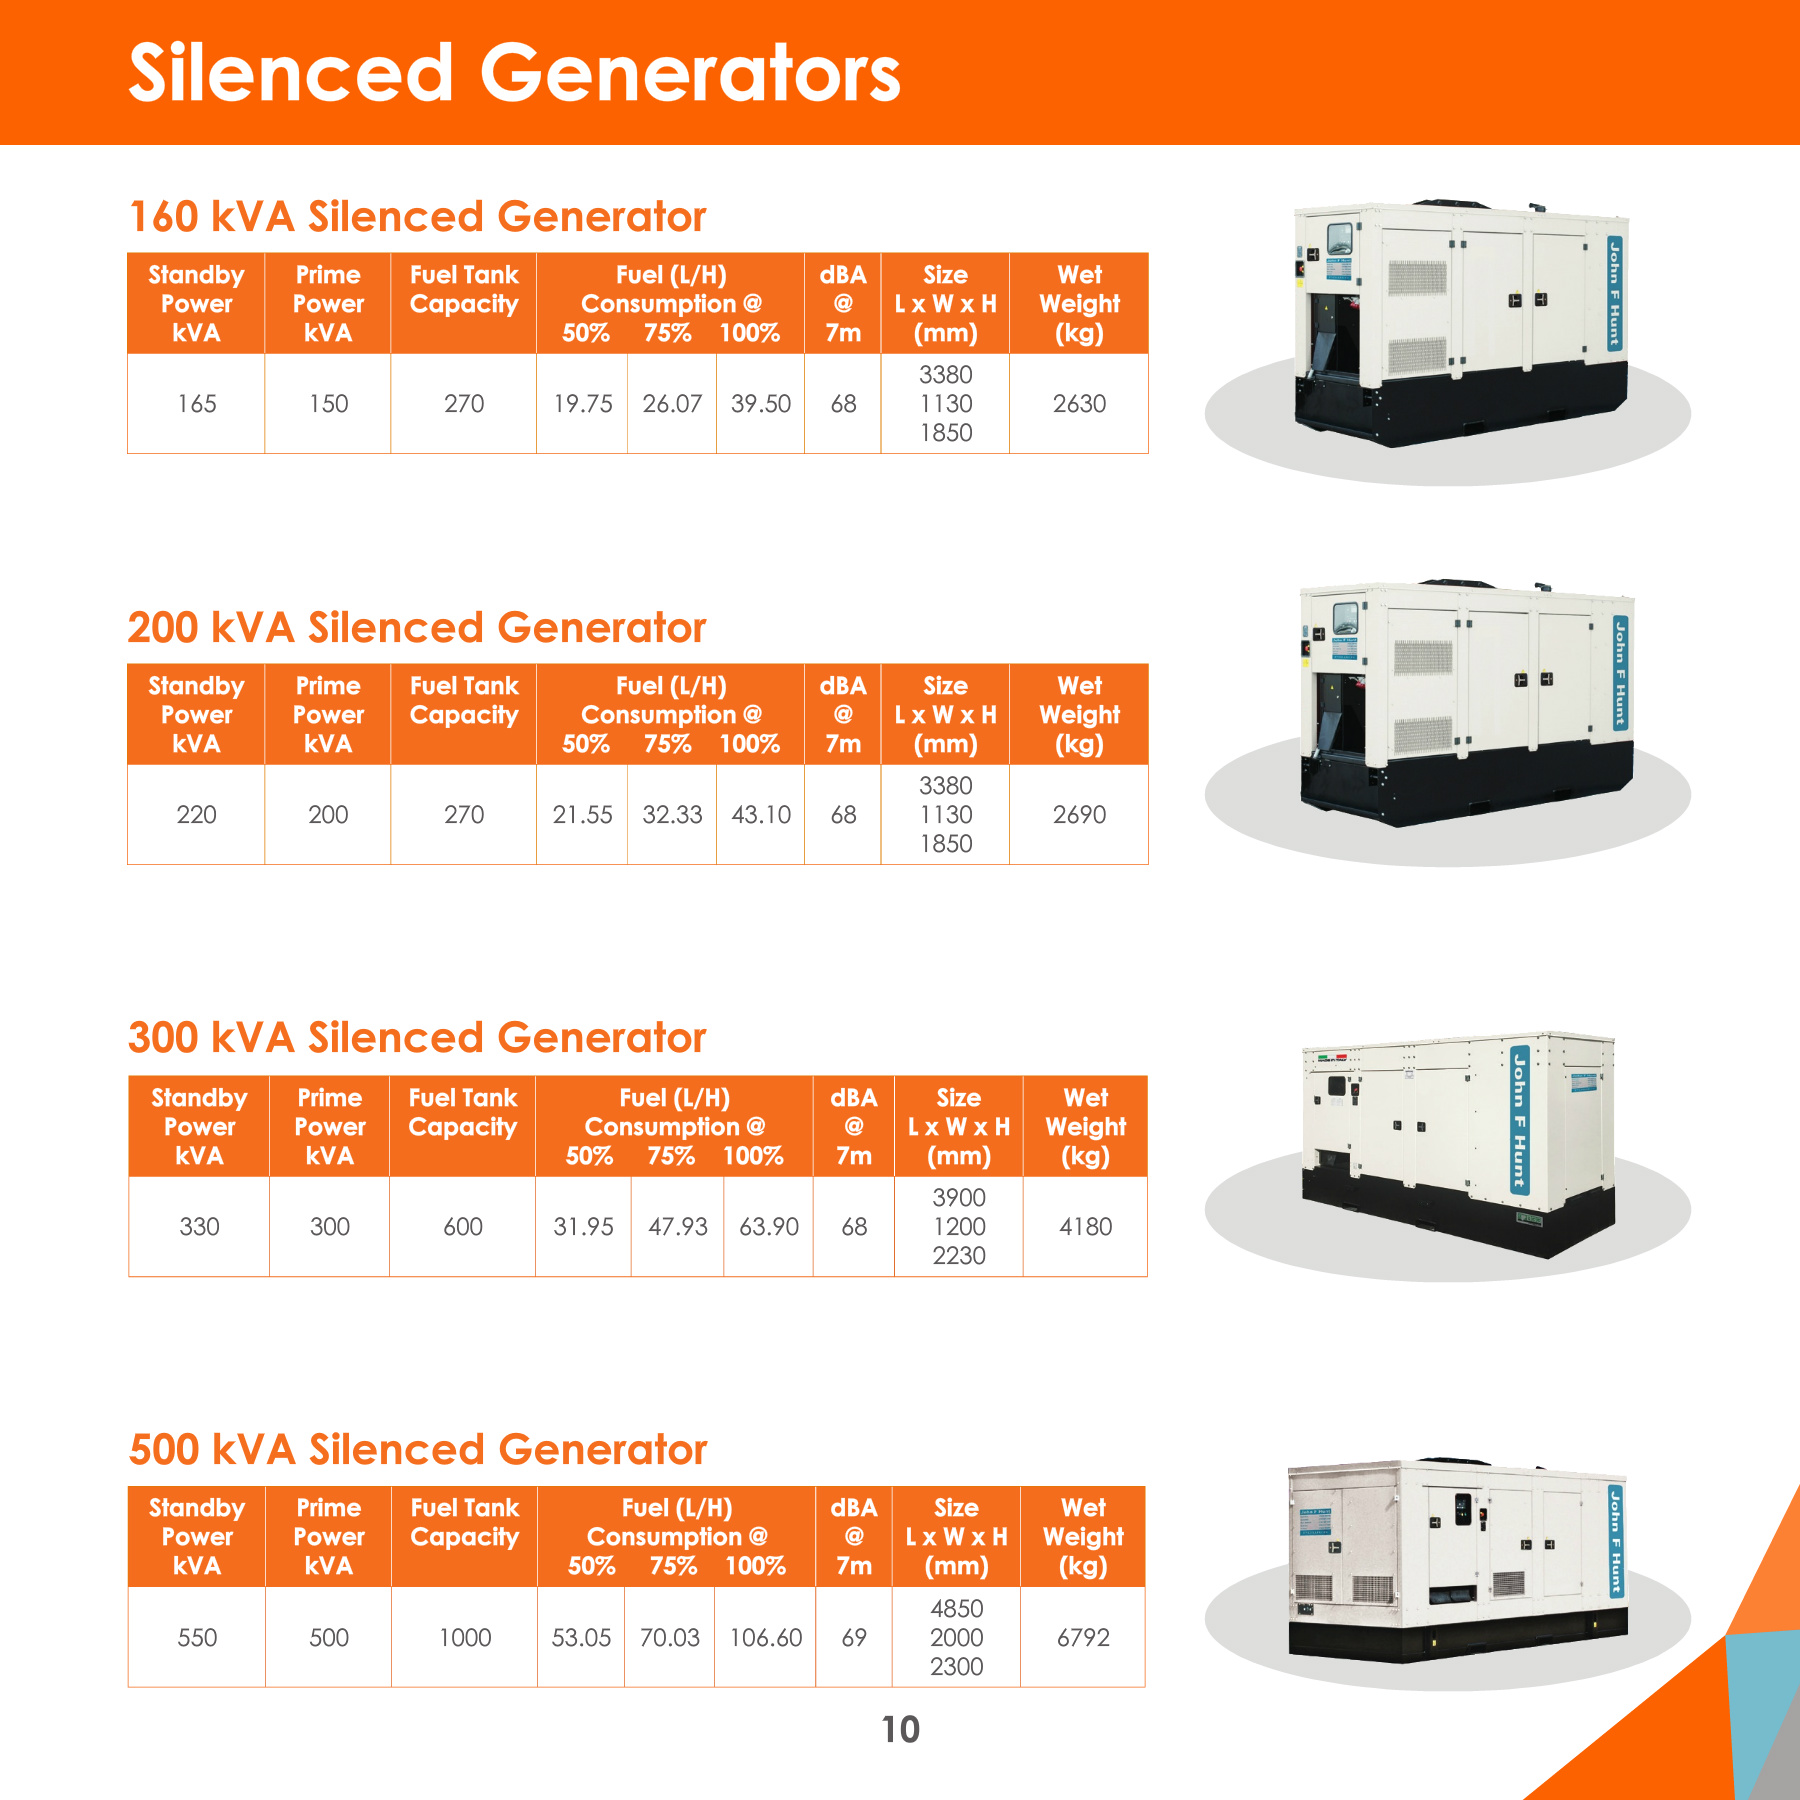 Silenced Generators
160 kVA Silenced Generator
Standby Power kVA
Prime Power kVA
Fuel Tank Capacity
Fuel (L/H) Consumption @ 50% 75% 100%
dBA @ 7m
Size L x W x H (mm)
Wet Weight (kg)
165 150 270 19.75 26.07 39.50 68 3380 1130 1850 2630
John F Hunt
200 kVA Silenced Generator
Standby Power kVA
Prime Power kVA
Fuel Tank Capacity
Fuel (L/H) Consumption @ 50% 75% 100%
dBA @ 7m
Size L x W x H (mm)
Wet Weight (kg)
220 200 270 21.55 32.33 43.10 68 3380 1130 1850 2690
John F Hunt
300 kVA Silenced Generator
Standby Power kVA
Prime Power kVA
Fuel Tank Capacity
Fuel (L/H) Consumption @ 50% 75% 100%
dBA @ 7m
Size L x W x H (mm)
Wet Weight (kg)
330 300 600 31.95 47.93 63.90 68 3900 1200 2230 4180
John F Hunt
500 kVA Silenced Generator
Standby Power kVA
Prime Power kVA
Fuel Tank Capacity
Fuel (L/H) Consumption @ 50% 75% 100%
dBA @ 7m
Size L x W x H (mm)
Wet Weight (kg)
550 500 1000 53.05 70.03 106.60 69 4850 2000 2300 6792
John F Hunt
10